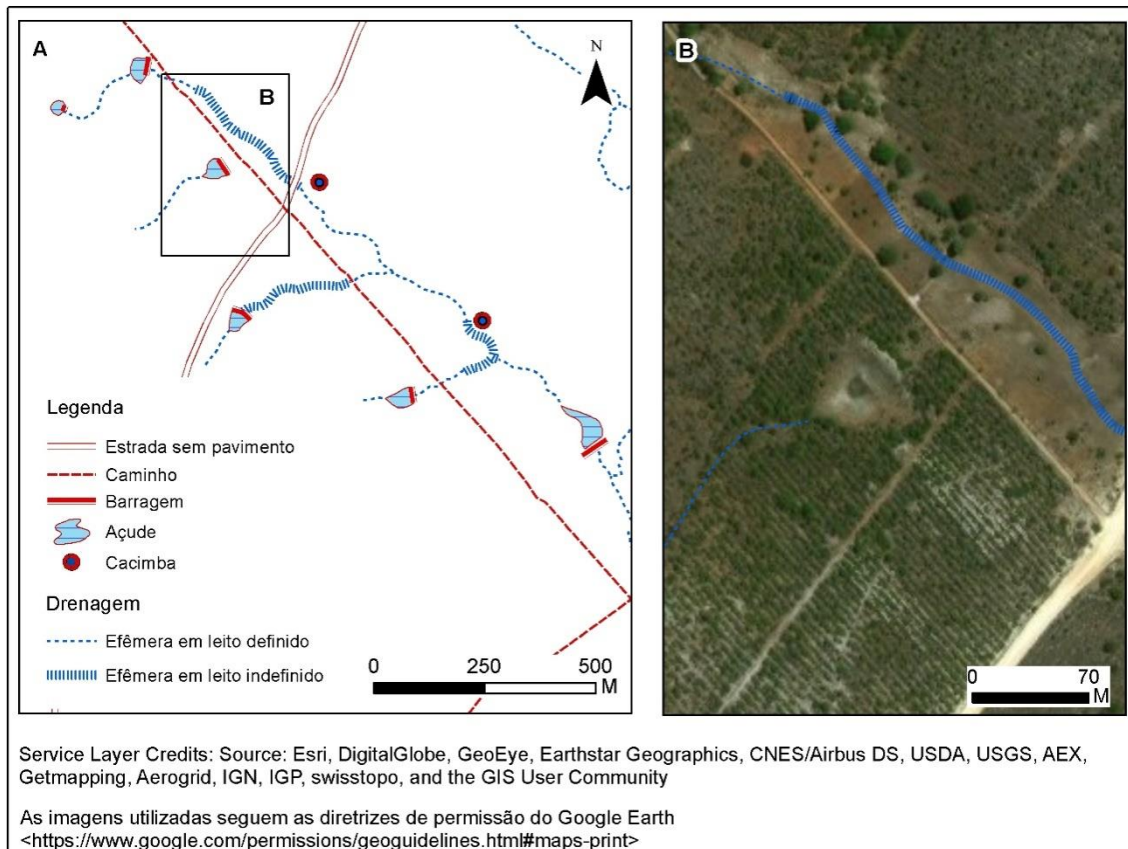 A
N
B
Legenda
Estrada sem pavimento
Caminho
Barragem
Açude
Cacimba
Drenagem
Efêmera em leito definido
Efêmera em leito indefinido
0 250 500
M
B
0 70
M
Service Layer Credits: Source: Esri, DigitalGlobe, GeoEye, Earthstar Geographics, CNES/Airbus DS, USDA, USGS, AEX,
Getmapping, Aerogrid, IGN, IGP, swisstopo, and the GIS User Community
As imagens utilizadas seguem as diretrizes de permissão do Google Earth
<https://www.google.com/permissions/geoguidelines.html#maps-print>